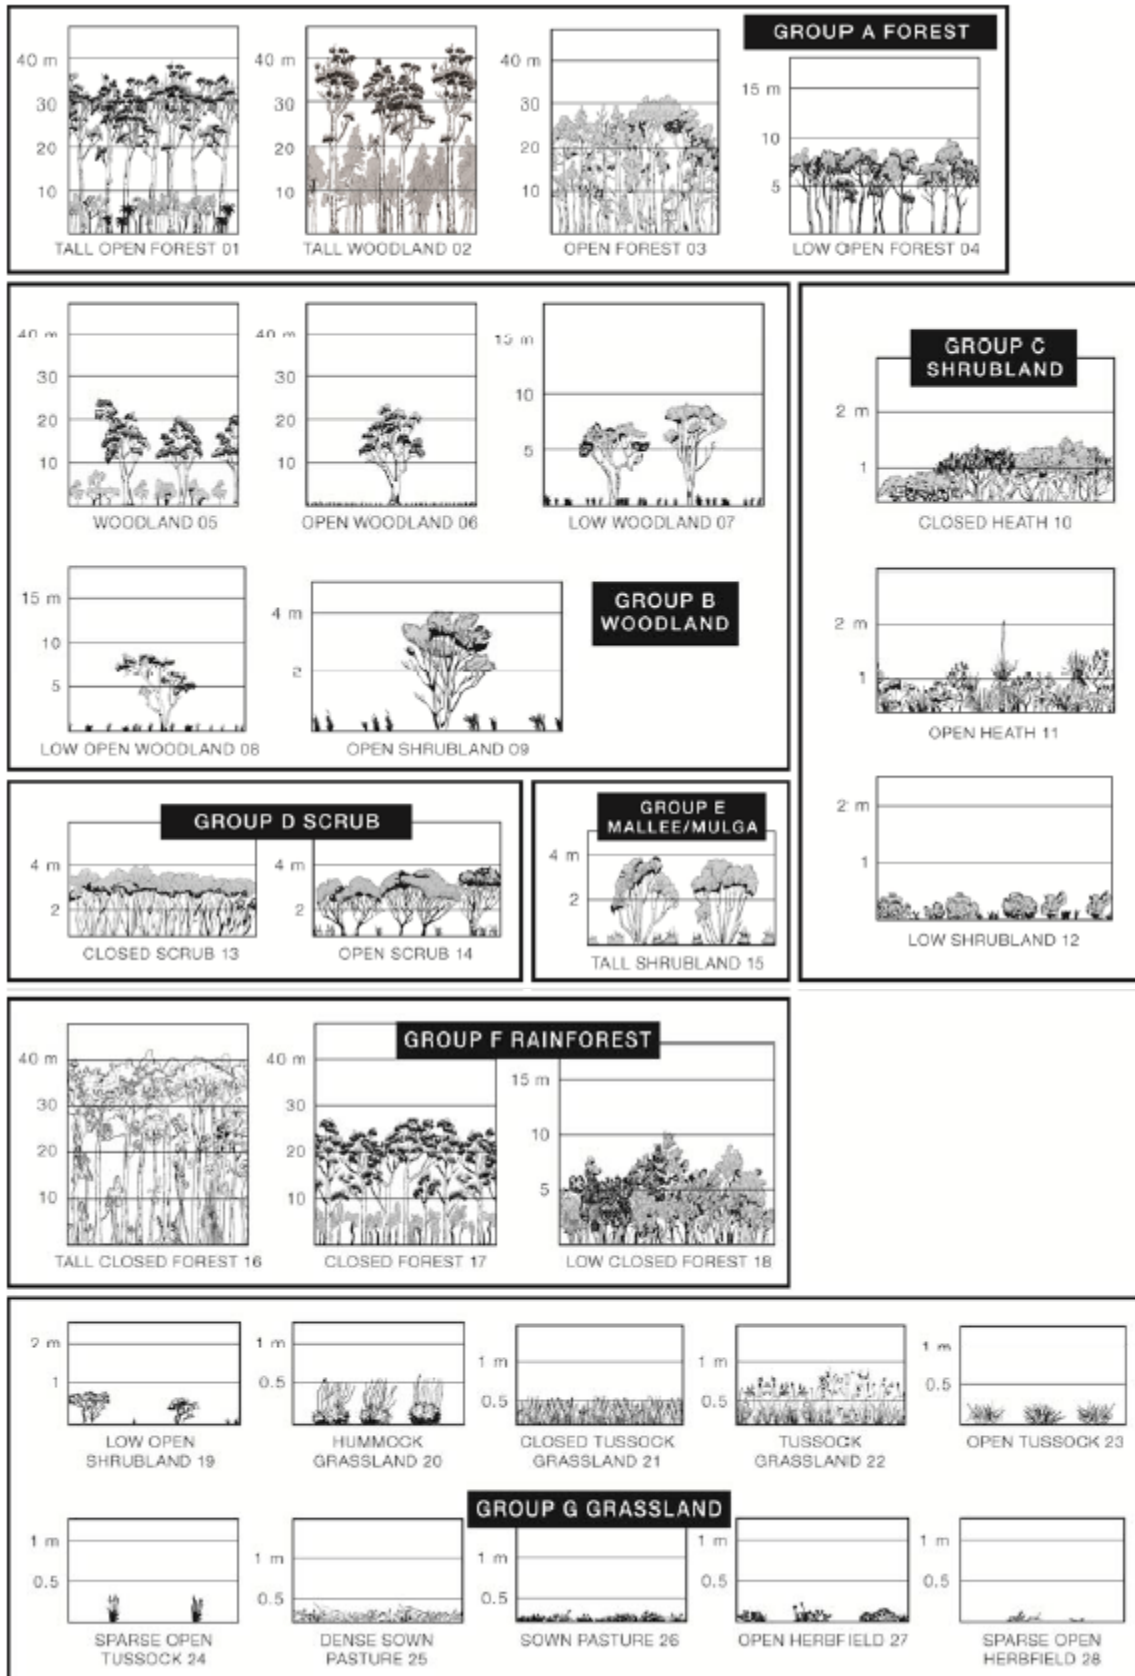 GROUP A FOREST
40 m
30
20
10
TALL OPEN FOREST 01
40 m
30
20
10
TALL WOODLAND 02
40 m
30
20
10
OPEN FOREST 03
15 m
10
5
LOW OPEN FOREST 04
40 m
30
20
10
WOODLAND 05
40 m
30
20
10
OPEN WOODLAND 06
15 m
10
5
LOW WOODLAND 07
15 m
10
5
LOW OPEN WOODLAND 08
4 m
2
OPEN SHRUBLAND 09
GROUP B
WOODLAND
GROUP C
SHRUBLAND
2 m
1
CLOSED HEATH 10
2 m
1
OPEN HEATH 11
2 m
1
LOW SHRUBLAND 12
GROUP D SCRUB
4 m
2
CLOSED SCRUB 13
4 m
2
OPEN SCRUB 14
GROUP E
MALLEE/MULGA
4 m
2
TALL SHRUBLAND 15
GROUP F RAINFOREST
40 m
30
20
10
TALL CLOSED FOREST 16
40 m
30
20
10
CLOSED FOREST 17
15 m
10
5
LOW CLOSED FOREST 18
2 m
1
LOW OPEN
SHRUBLAND 19
1 m
0.5
HUMMOCK
GRASSLAND 20
1 m
0.5
CLOSED TUSSOCK
GRASSLAND 21
1 m
0.5
TUSSOCK
GRASSLAND 22
1 m
0.5
OPEN TUSSOCK 23
GROUP G GRASSLAND
1 m
0.5
SPARSE OPEN
TUSSOCK 24
1 m
0.5
DENSE SOWN
PASTURE 25
1 m
0.5
SOWN PASTURE 26
1 m
0.5
OPEN HERBFIELD 27
1 m
0.5
SPARSE OPEN
HERBFIELD 28